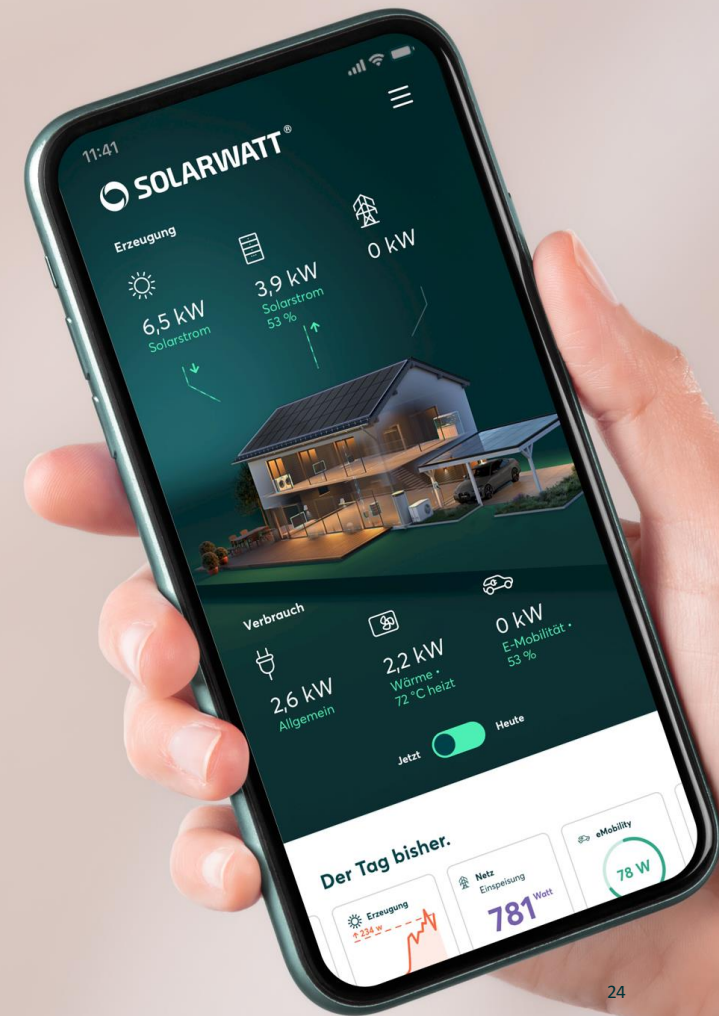 11:41
SOLARWATT®
Erzeugung
6,5 kW
Solarstrom
3,9 kW
Solarstrom
53 %
0 kW
Verbrauch
2,6 kW
Allgemein
2,2 kW
Wärme •
72 °C heizt
0 kW
E-Mobilität •
53 %
Jetzt
Heute
Der Tag bisher.
Erzeugung
↑ 234 W
Netz
Einspeisung
781 Watt
eMobility
78 W
24